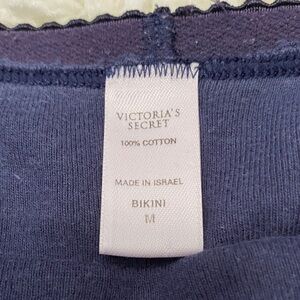 VICTORIA'S
SECRET
100% COTTON
MADE IN ISRAEL
BIKINI
M